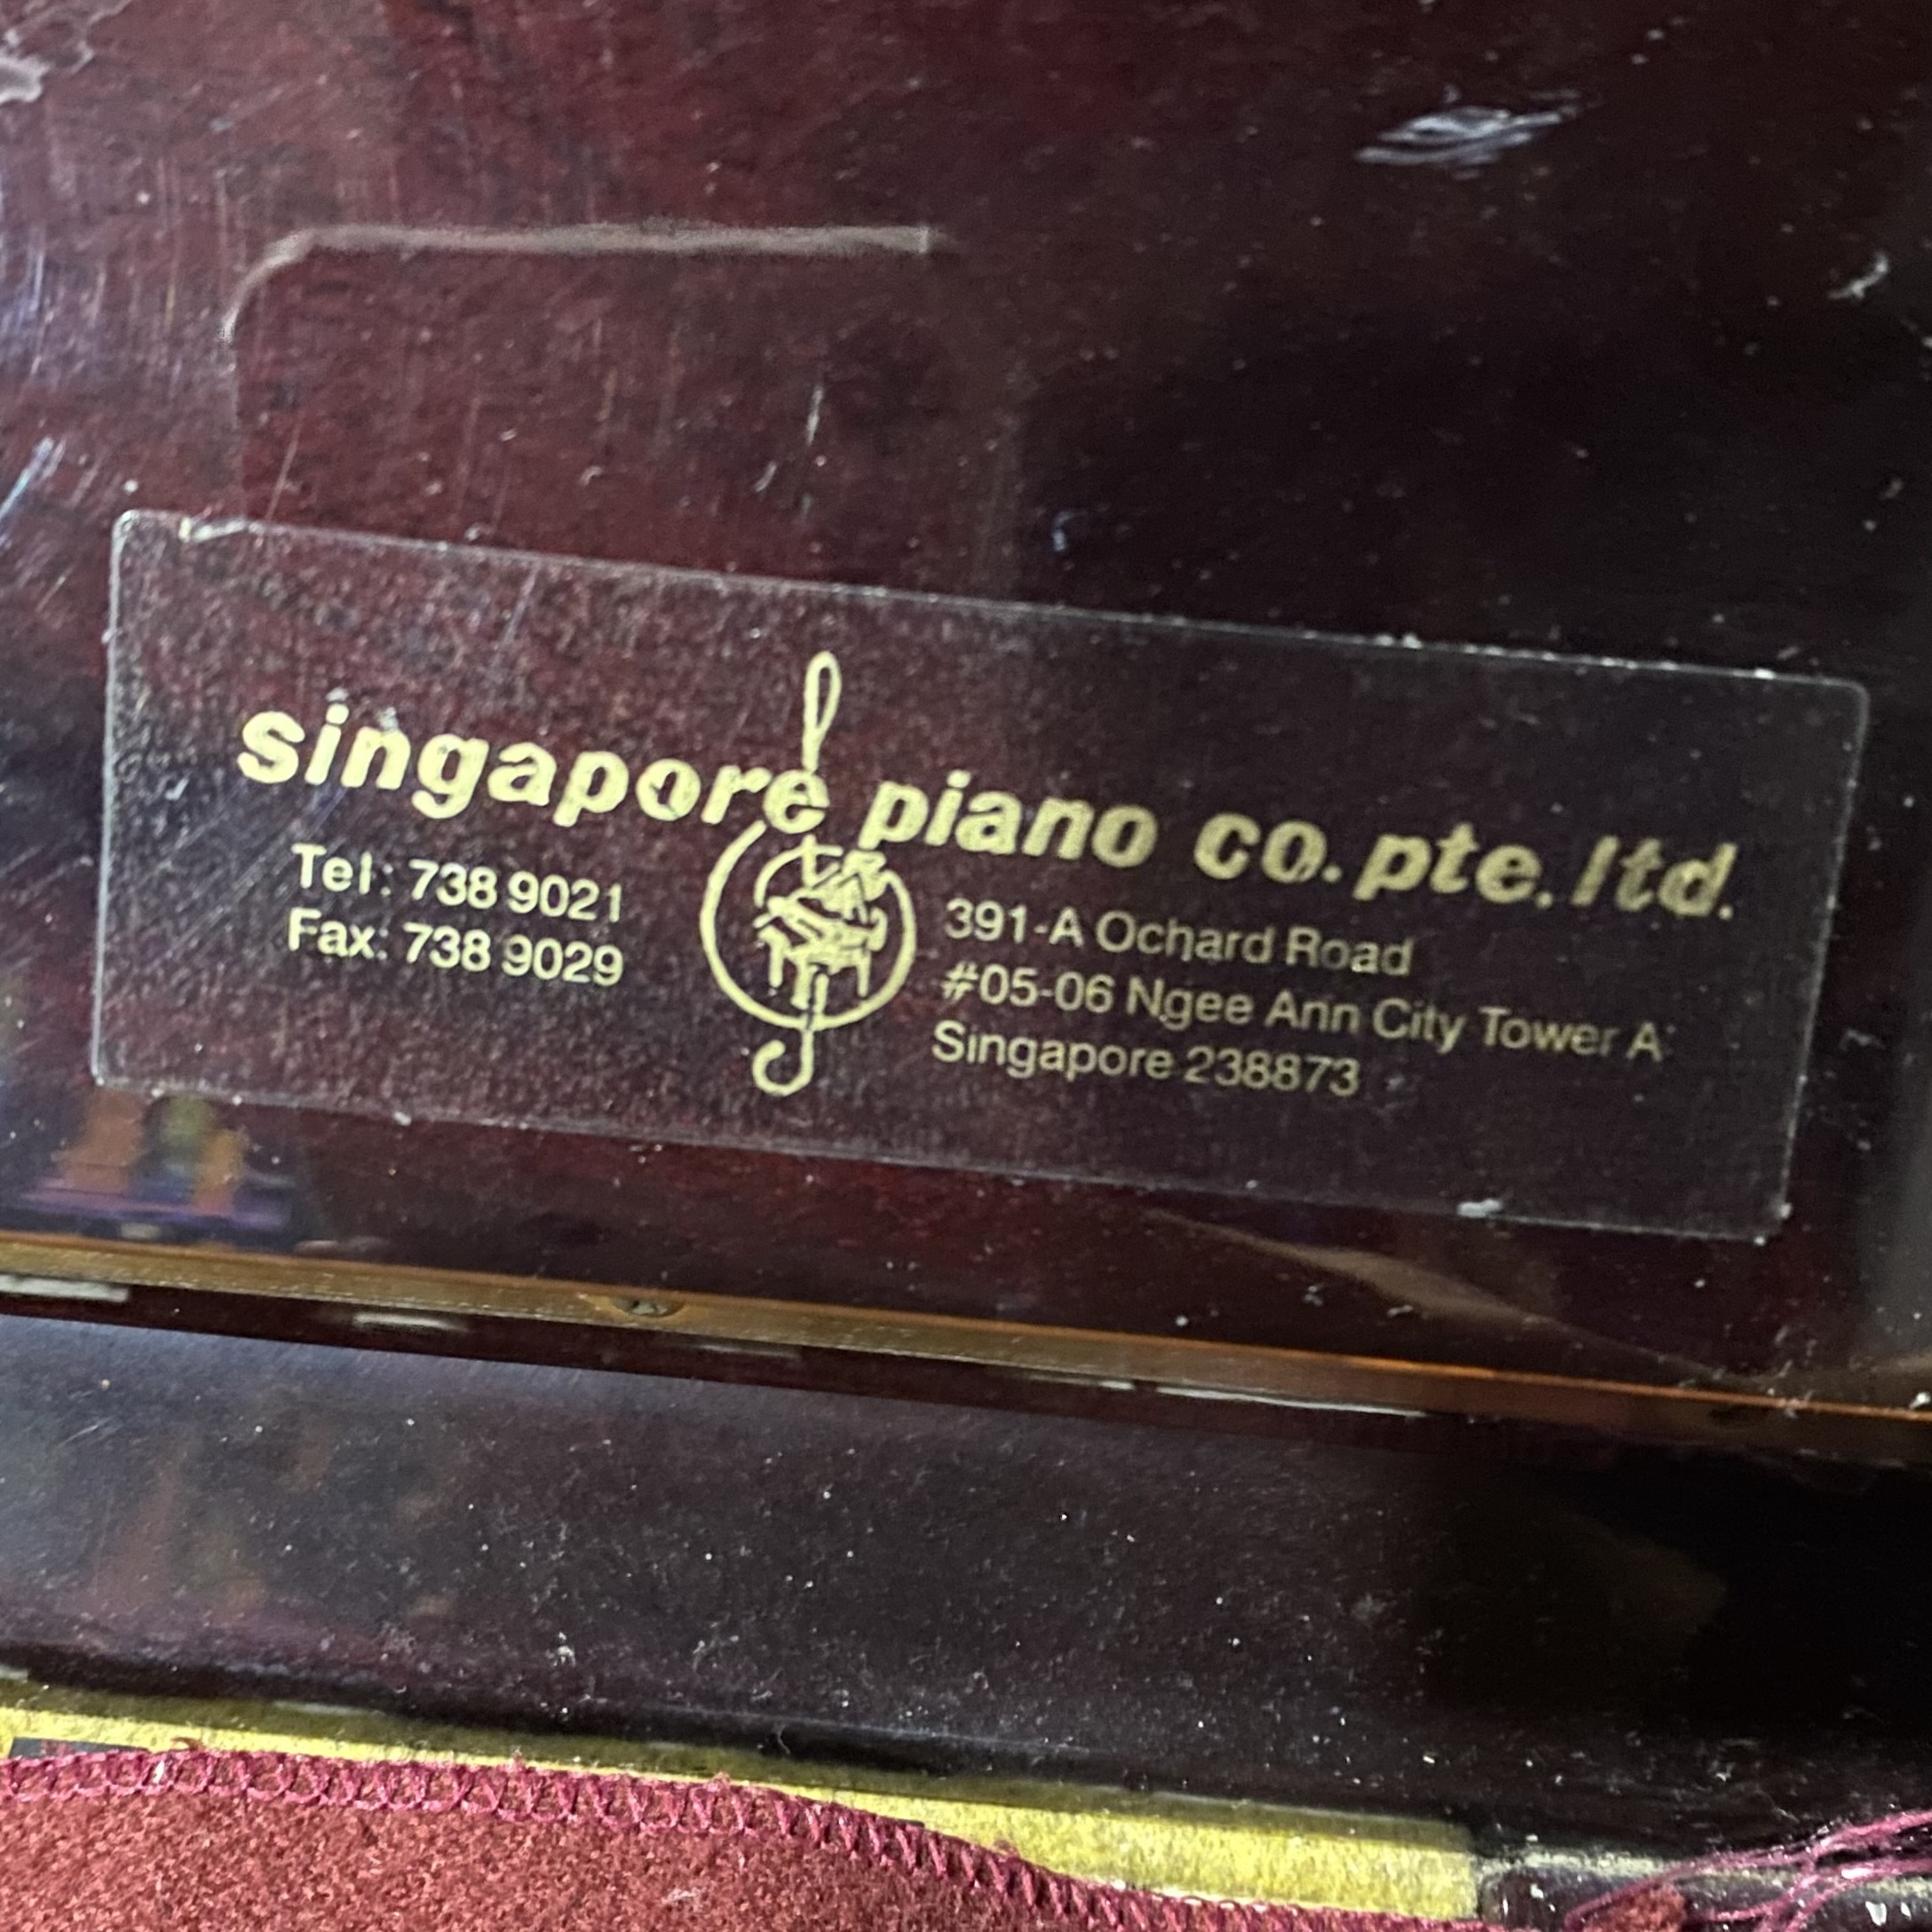 singapore piano co. pte. ltd.
Tel: 738 9021
Fax: 738 9029
391-A Ochard Road
#05-06 Ngee Ann City Tower A
Singapore 238873